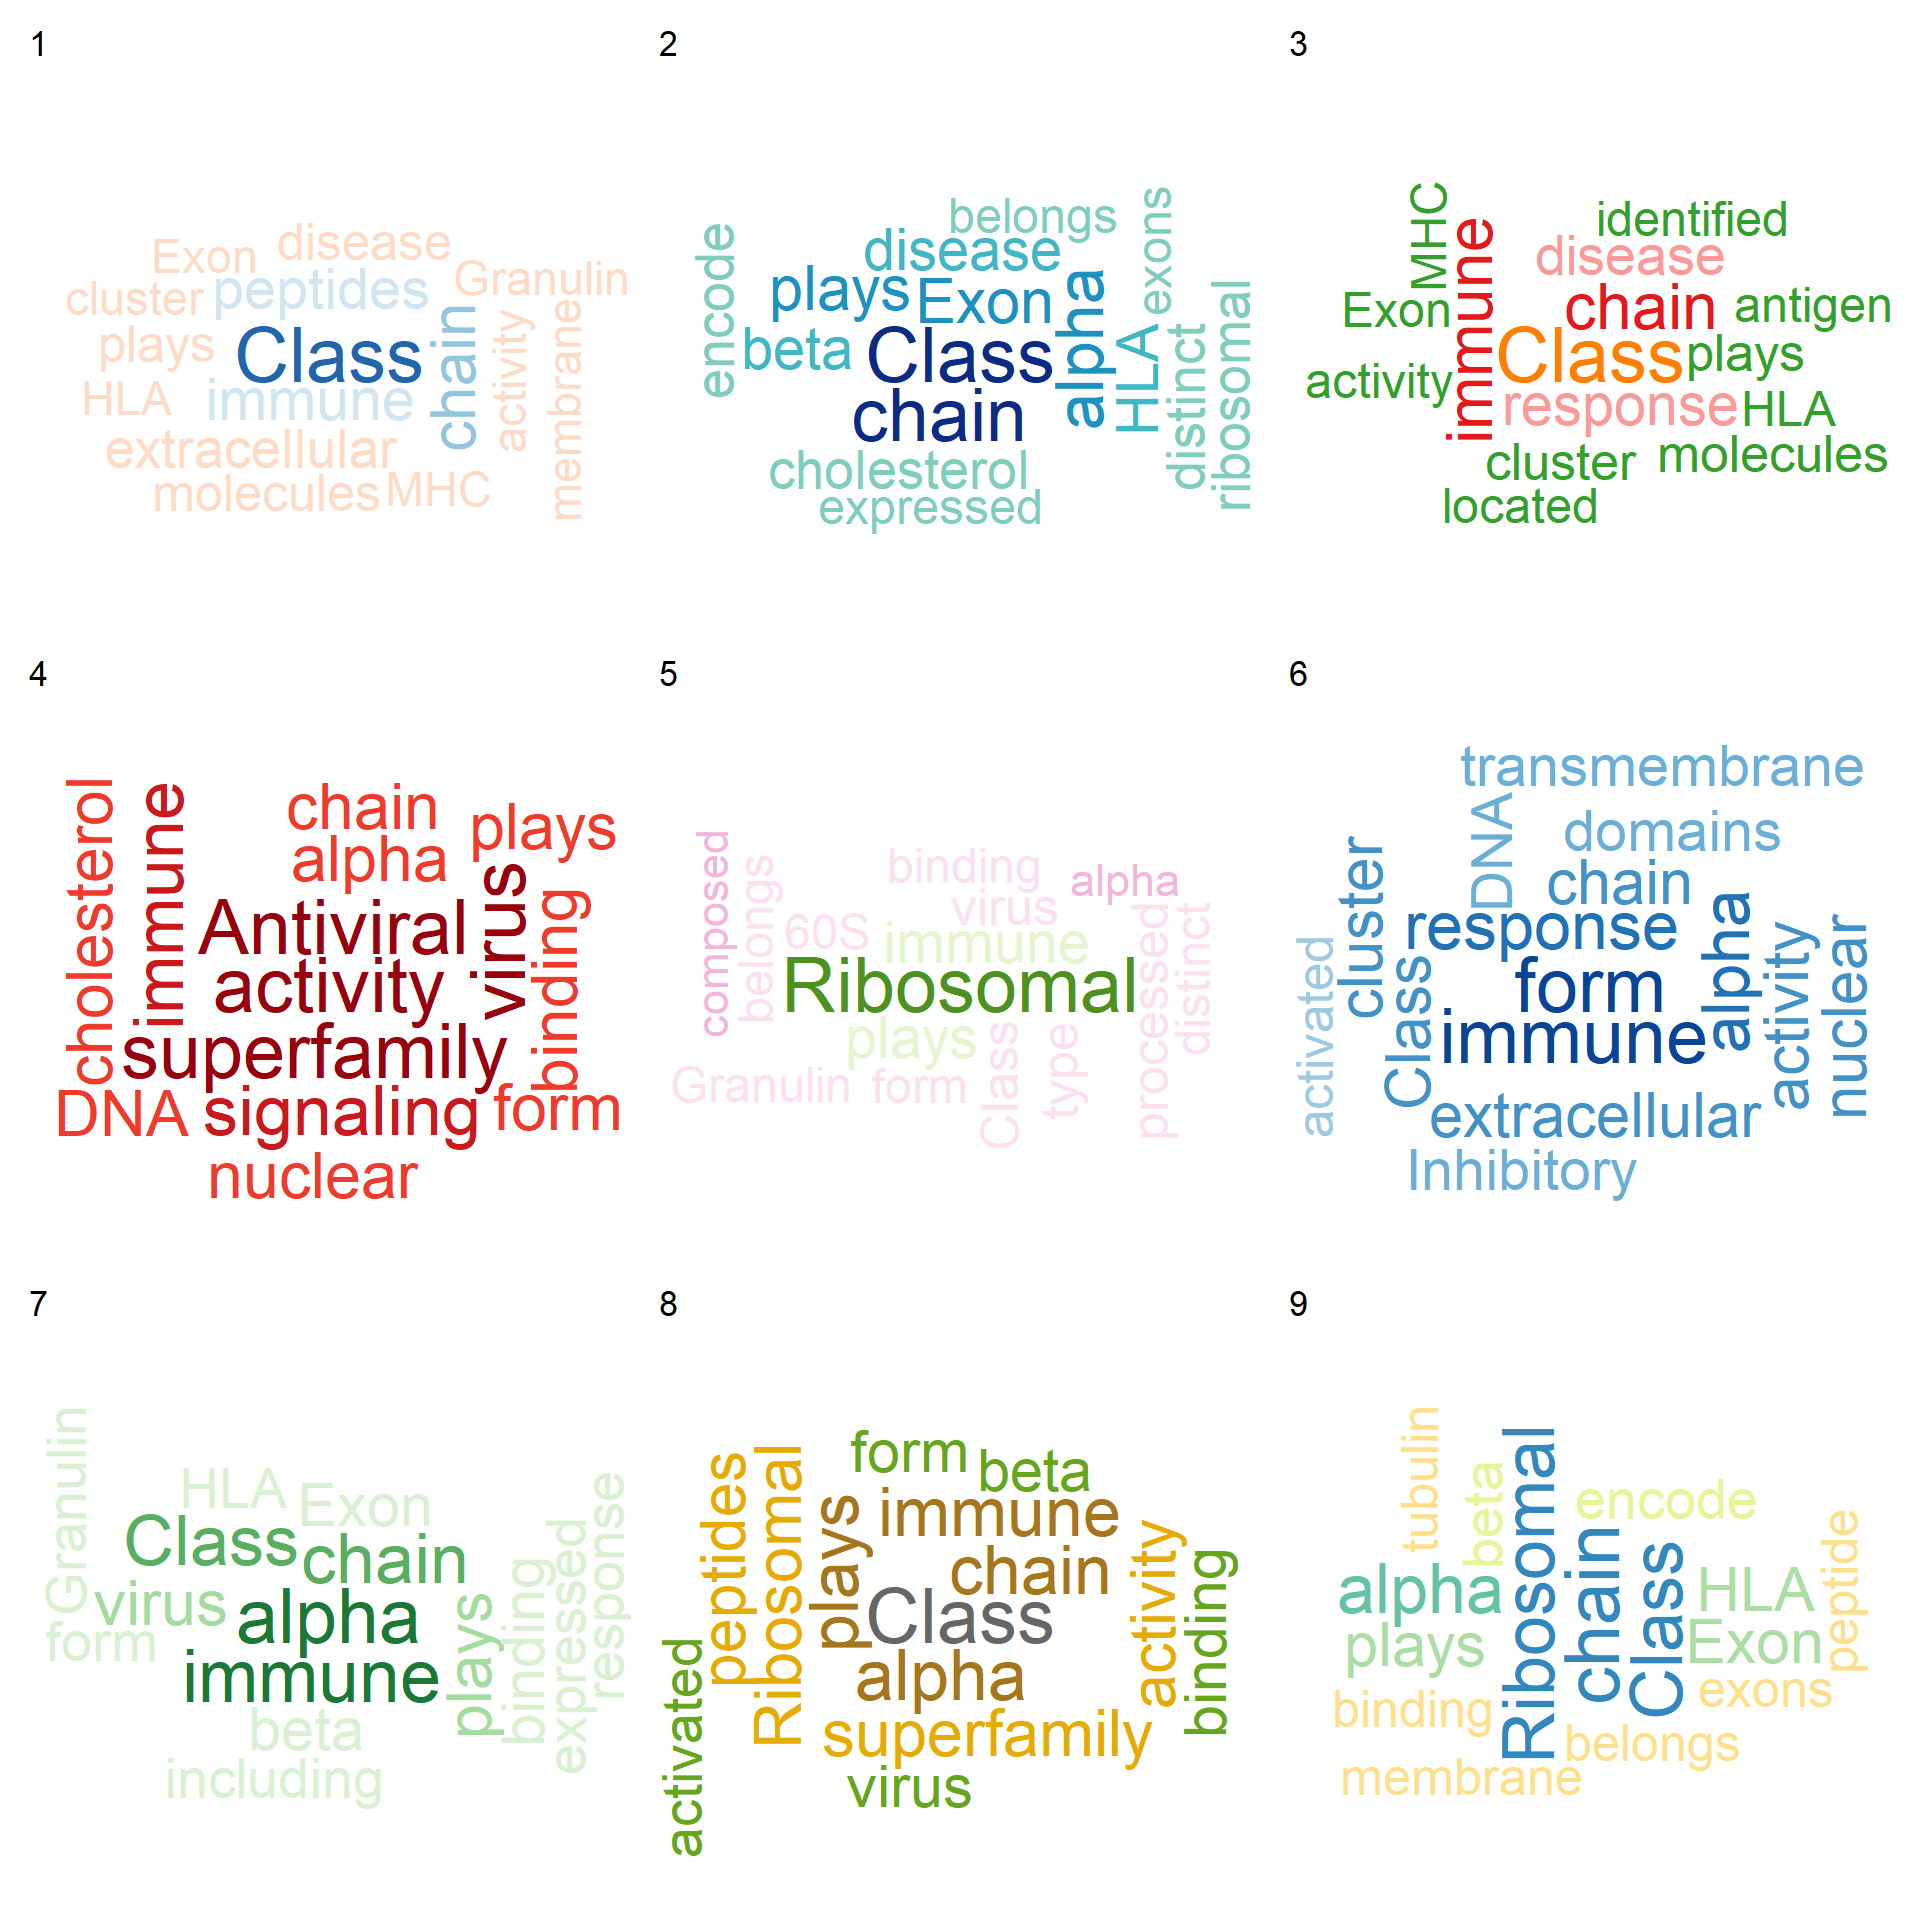 1
Exon
disease
cluster
peptides
Granulin
plays
Class
chain
activity
membrane
HLA
immune
extracellular
molecules
MHC
2
encode
belongs
exons
disease
plays
Exon
alpha
beta
Class
HLA
distinct
ribosomal
chain
cholesterol
expressed
3
MHC
immune
identified
disease
Exon
chain
antigen
activity
Class
plays
response
HLA
cluster
molecules
located
4
cholesterol
immune
chain
alpha
plays
Antiviral
virus
activity
binding
superfamily
DNA
signaling
form
nuclear
5
composed
belongs
binding
alpha
virus
60S
immune
Ribosomal
processed
distinct
plays
Granulin
form
Class
type
6
transmembrane
DNA
domains
cluster
chain
response
alpha
activated
Class
form
activity
nuclear
immune
extracellular
Inhibitory
7
Granulin
HLA
Exon
Class
chain
virus
alpha
form
immune
plays
binding
expressed
response
beta
including
8
form
beta
peptides
Ribosomal
plays
immune
chain
activity
binding
Class
alpha
activated
superfamily
virus
9
tubulin
beta
Ribosomal
encode
chain
Class
alpha
HLA
peptide
plays
Exon
binding
exons
belongs
membrane